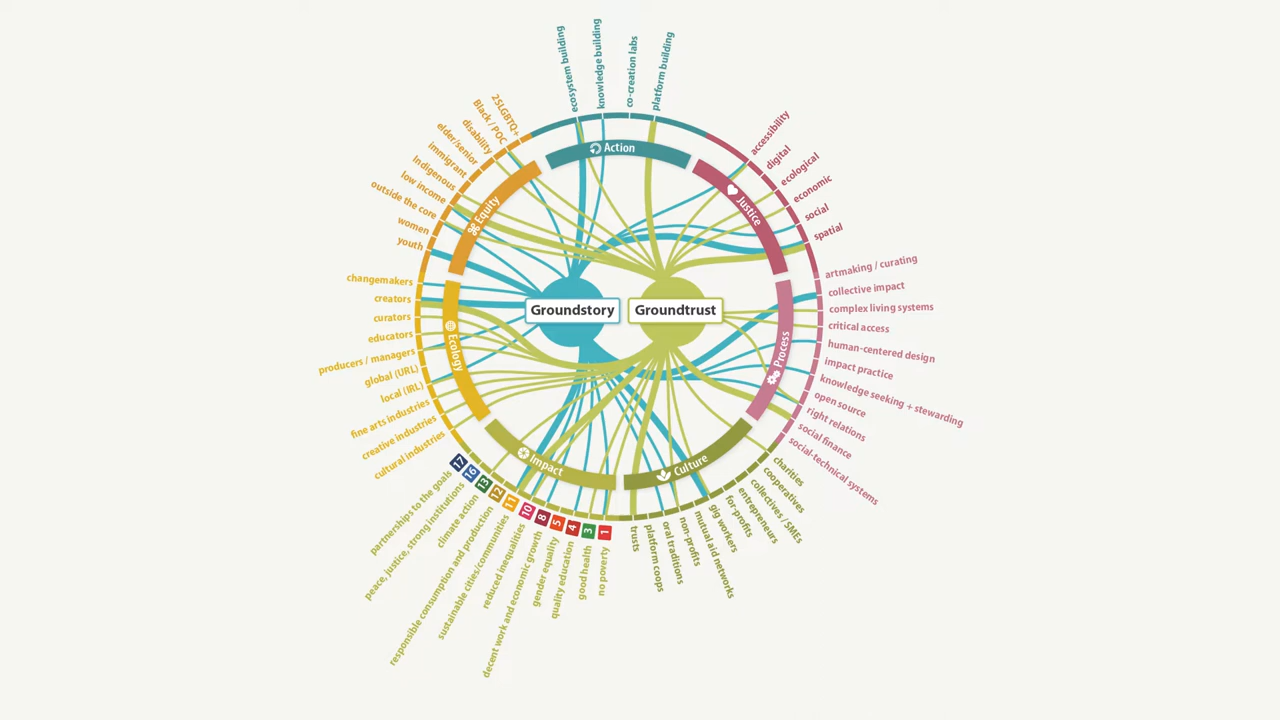 ecosystem building
knowledge building
co-creation labs
platform building
Action
accessibility
digital
ecological
economic
social
spatial
Justice
artmaking / curating
collective impact
complex living systems
critical access
human-centered design
impact practice
knowledge seeking + stewarding
open source
right relations
social finance
social-technical systems
Process
charities
cooperatives
collectives / SMEs
entrepreneurs
for-profits
gig workers
mutual aid networks
non-profits
oral traditions
platform coops
trusts
Culture
1
no poverty
3
good health
4
quality education
5
gender equality
8
decent work and economic growth
10
reduced inequalities
11
sustainable cities/communities
12
responsible consumption and production
13
climate action
16
peace, justice, strong institutions
17
partnerships to the goals
Impact
cultural industries
creative industries
fine arts industries
local (IRL)
global (URL)
producers / managers
educators
curators
creators
changemakers
Ecology
youth
women
outside the core
low income
Indigenous
immigrant
elder/senior
disability
Black / POC
2SLGBTQ+
Equity
Groundstory
Groundtrust